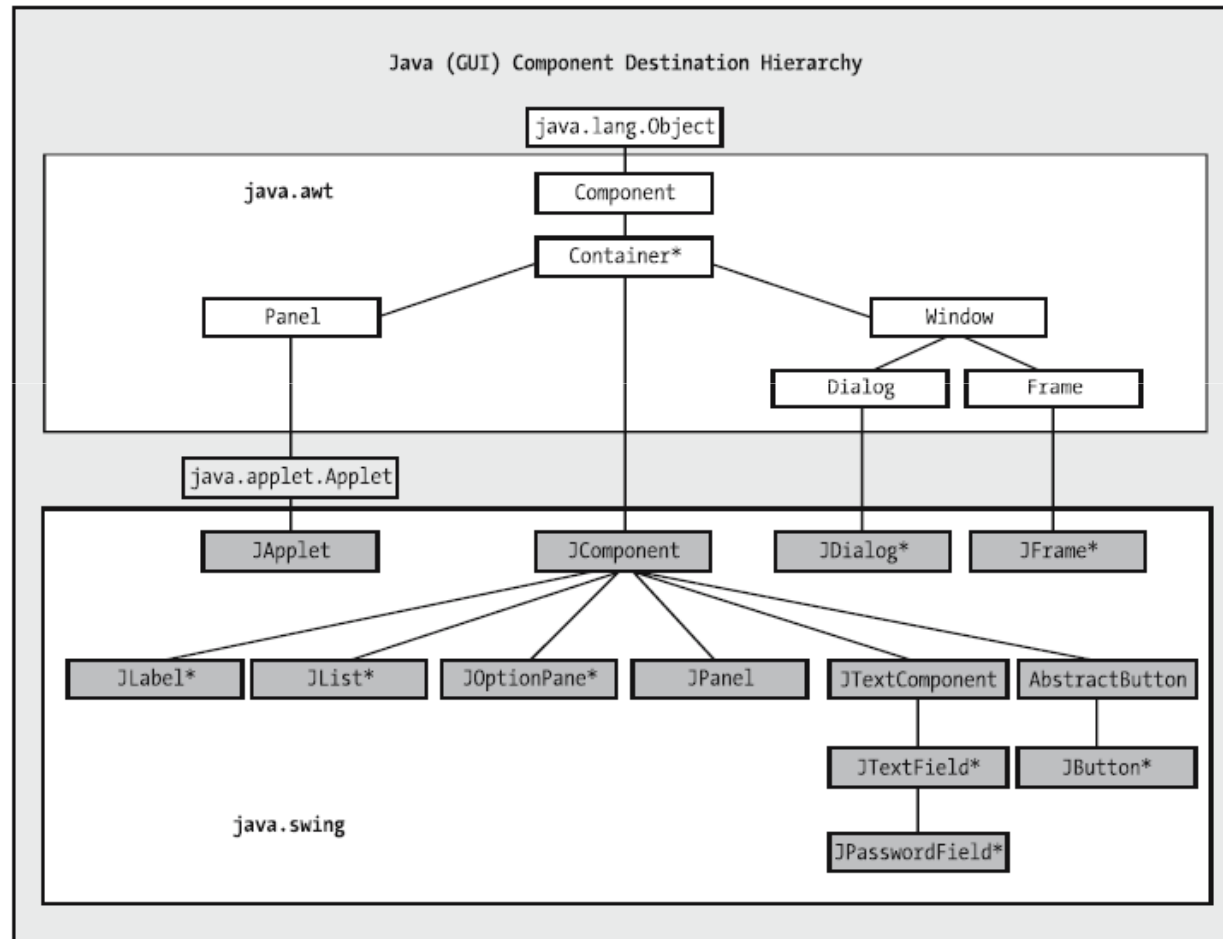 Java (GUI) Component Destination Hierarchy
java.lang.Object
java.awt
Component
Container*
Panel
Window
Dialog
Frame
java.applet.Applet
JApplet
JComponent
JDialog*
JFrame*
JLabel*
JList*
JOptionPane*
JPanel
JTextComponent
AbstractButton
JTextField*
JButton*
java.swing
JPasswordField*